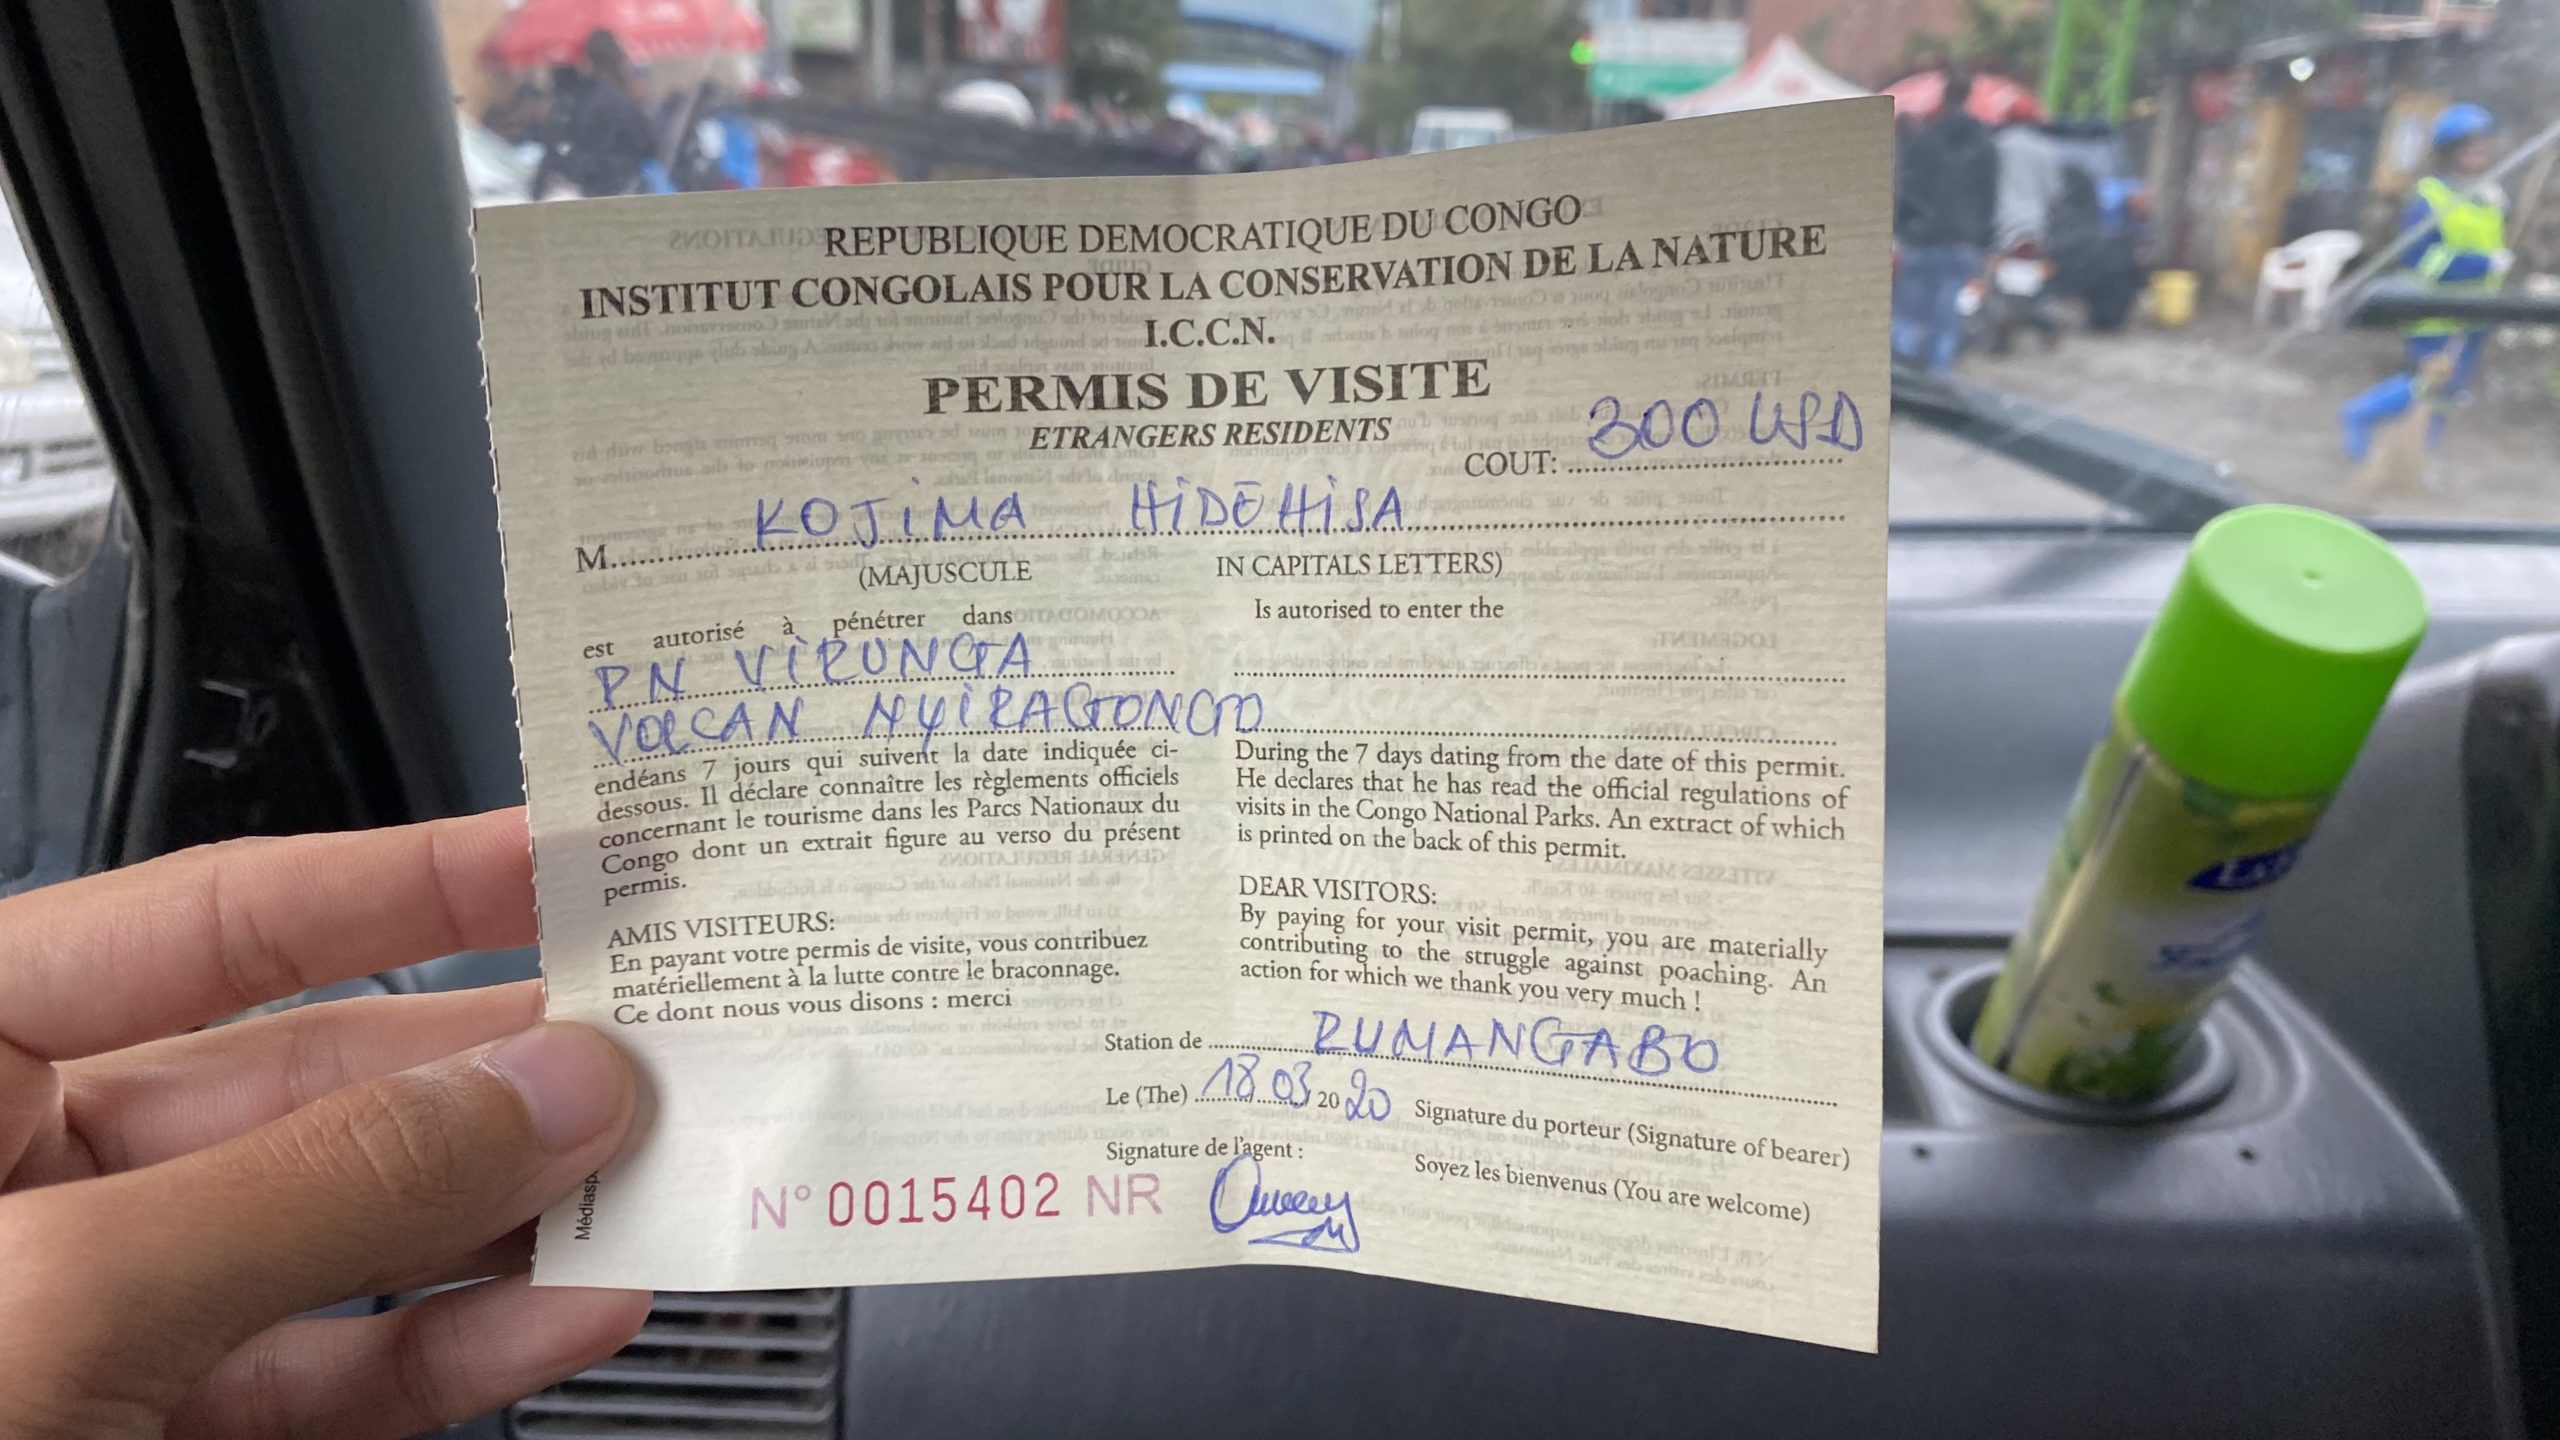 REPUBLIQUE DEMOCRATIQUE DU CONGO
INSTITUT CONGOLAIS POUR LA CONSERVATION DE LA NATURE
I.C.C.N.
PERMIS DE VISITE
ETRANGERS RESIDENTS
COUT: 300 USD
M. KOJIMA HIDEHISA
(MAJUSCULE IN CAPITALS LETTERS)
est autorisé à pénétrer dans
PN VIRUNGA
VOLCAN NYIRAGONGO
endéans 7 jours qui suivent la date indiquée ci-
dessous. Il déclare connaître les règlements officiels
concernant le tourisme dans les Parcs Nationaux du
Congo dont un extrait figure au verso du présent
permis.
Is autorised to enter the
During the 7 days dating from the date of this permit.
He declares that he has read the official regulations of
visits in the Congo National Parks. An extract of which
is printed on the back of this permit.
AMIS VISITEURS:
En payant votre permis de visite, vous contribuez
matériellement à la lutte contre le braconnage.
Ce dont nous vous disons : merci
DEAR VISITORS:
By paying for your visit permit, you are materially
contributing to the struggle against poaching. An
action for which we thank you very much !
Station de RUMANGABO
Le (The) 18.03 2020
Signature du porteur (Signature of bearer)
Signature de l'agent :
Soyez les bienvenus (You are welcome)
N° 0015402 NR
Médiasp